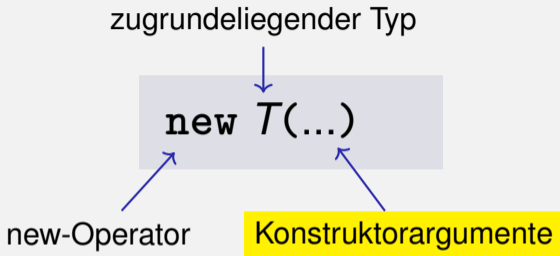 zugrundeliegender Typ
new T(...)
new-Operator
Konstruktorargumente